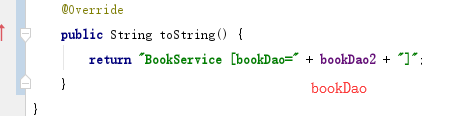 @Override
public String toString() {
return "BookService [bookDao=" + bookDao2 + "]";
}
bookDao
}